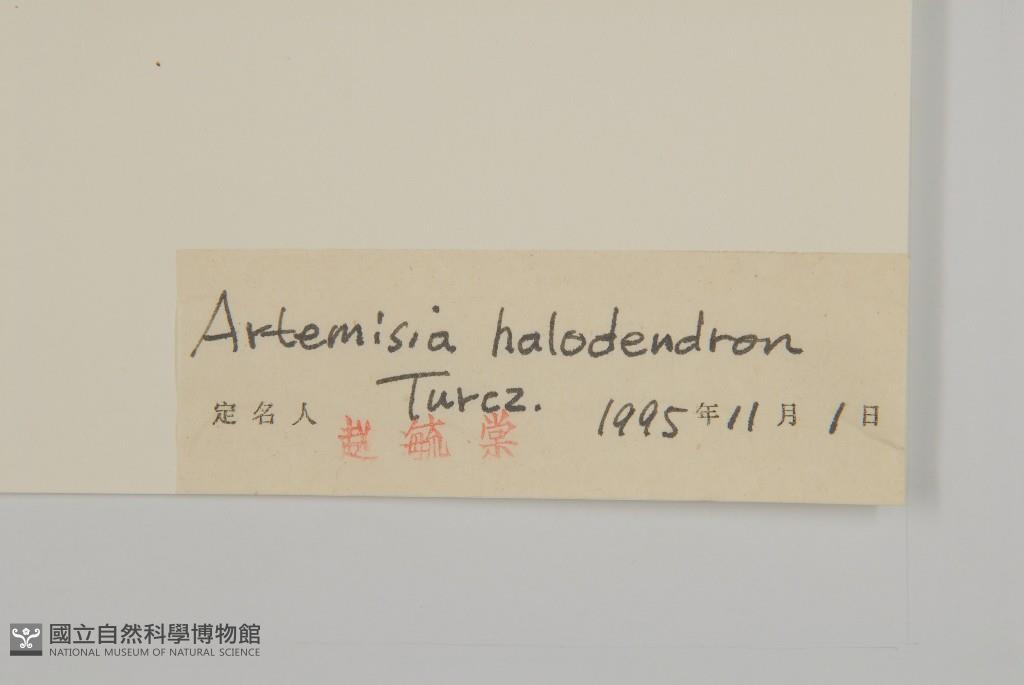 Artemisia halodendron
Turcz.
定名人 趙毓棠 1995年11月1日
國立自然科學博物館
NATIONAL MUSEUM OF NATURAL SCIENCE